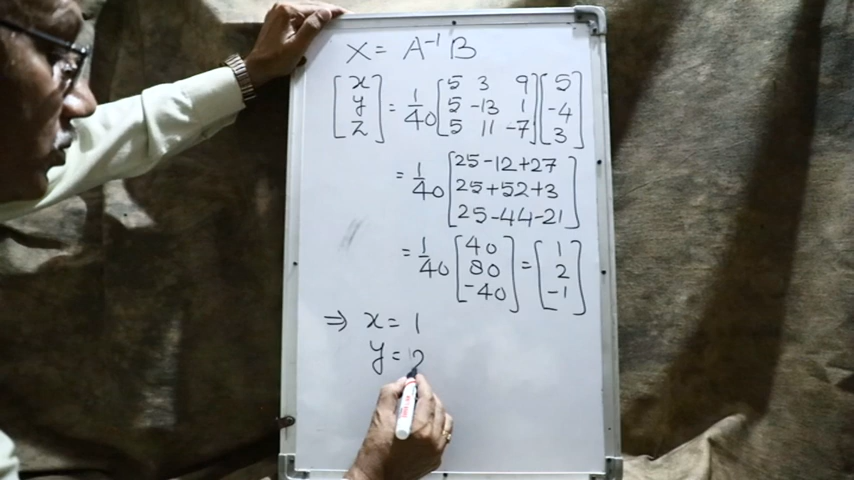 X = A⁻¹ B
[x y z] = 1/40 [5 3 9; 5 -13 1; 5 11 -7] [5; -4; 3]
= 1/40 [25-12+27; 25+52+3; 25-44-21]
= 1/40 [40; 80; -40] = [1; 2; -1]
⇒ x = 1
y = 2